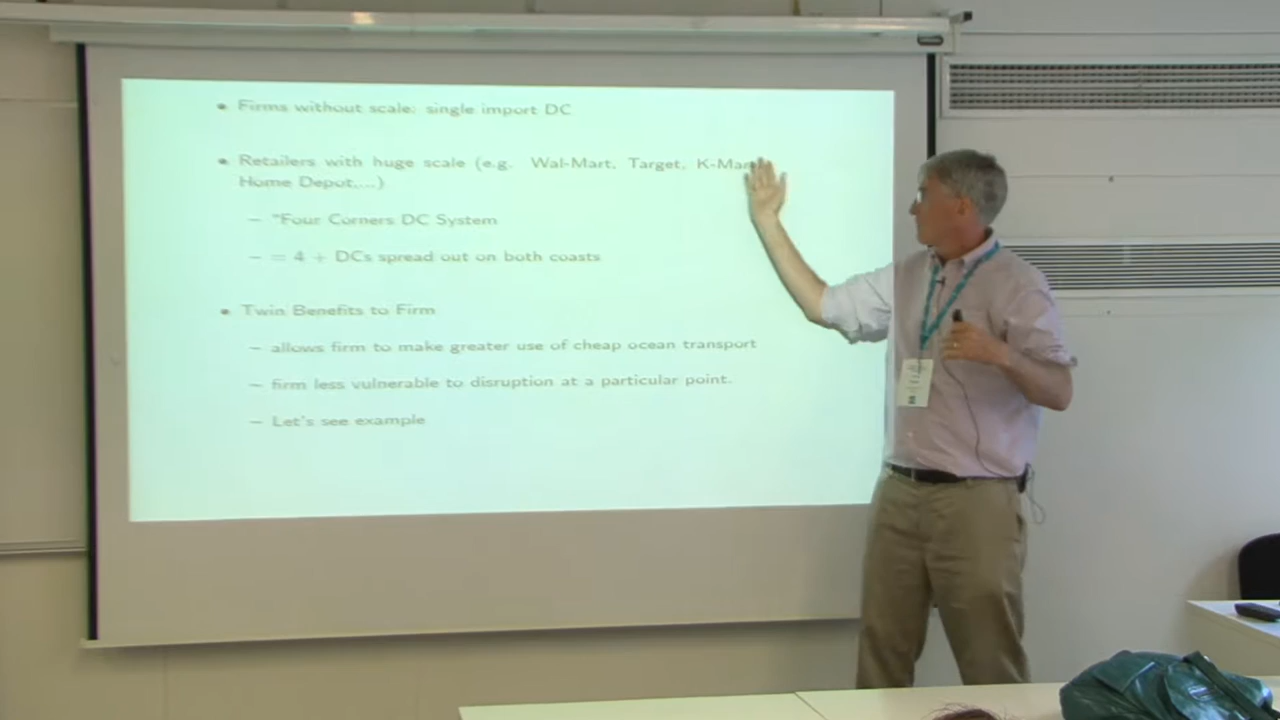 • Firms without scale: single import DC
• Retailers with huge scale (e.g. Wal-Mart, Target, K-Mart,
Home Depot,...)
– "Four Corners DC System
– = 4 + DCs spread out on both coasts
• Twin Benefits to Firm
– allows firm to make greater use of cheap ocean transport
– firm less vulnerable to disruption at a particular point.
– Let's see example